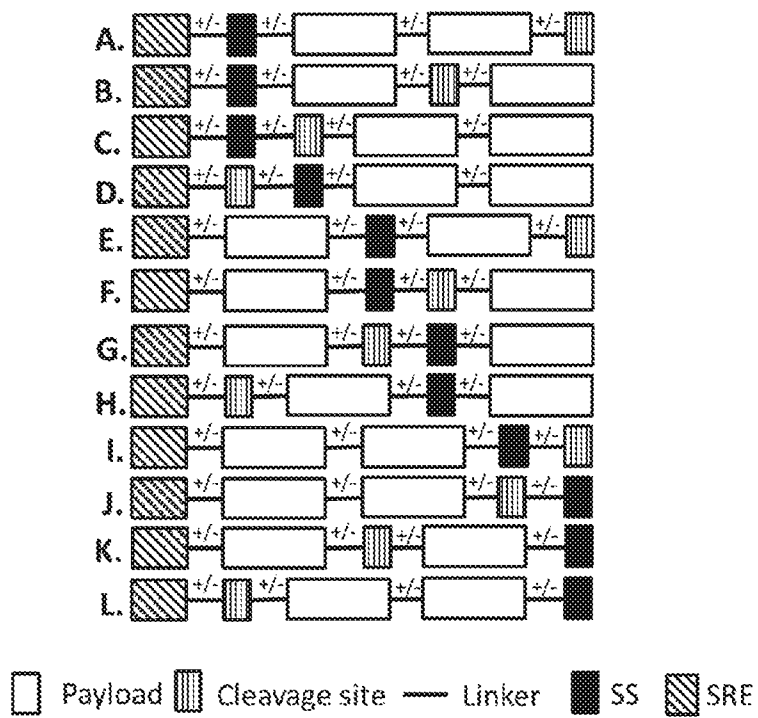 A. +/- +/- +/- +/-
B. +/- +/- +/- +/-
C. +/- +/- +/- +/-
D. +/- +/- +/- +/-
E. +/- +/- +/- +/-
F. +/- +/- +/- +/-
G. +/- +/- +/- +/-
H. +/- +/- +/- +/-
I. +/- +/- +/- +/-
J. +/- +/- +/- +/-
K. +/- +/- +/- +/-
L. +/- +/- +/- +/-
Payload Cleavage site Linker SS SRE